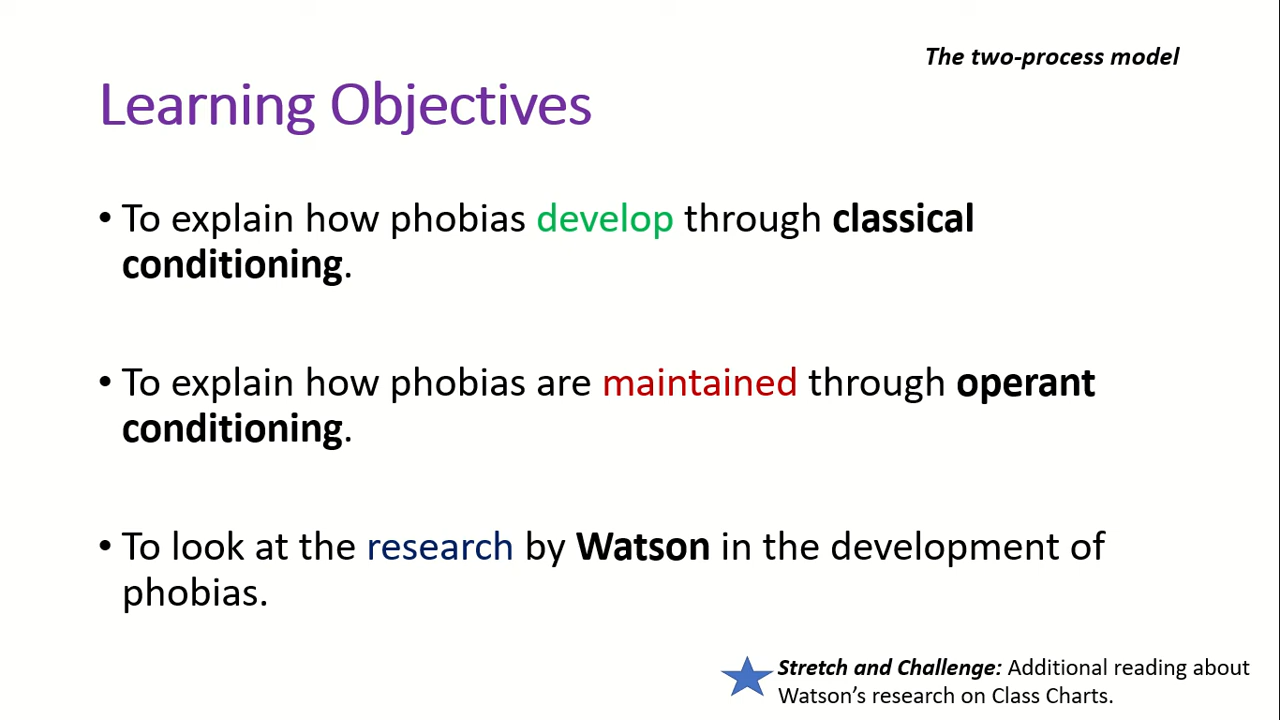 The two-process model
Learning Objectives
• To explain how phobias develop through classical
conditioning.
• To explain how phobias are maintained through operant
conditioning.
• To look at the research by Watson in the development of
phobias.
Stretch and Challenge: Additional reading about
Watson’s research on Class Charts.